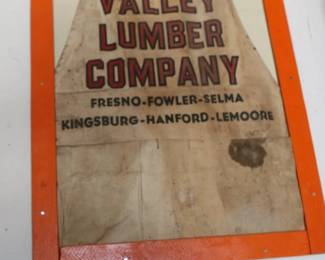 VALLEY
LUMBER
COMPANY
FRESNO-FOWLER-SELMA
KINGSBURG-HANFORD-LEMOORE